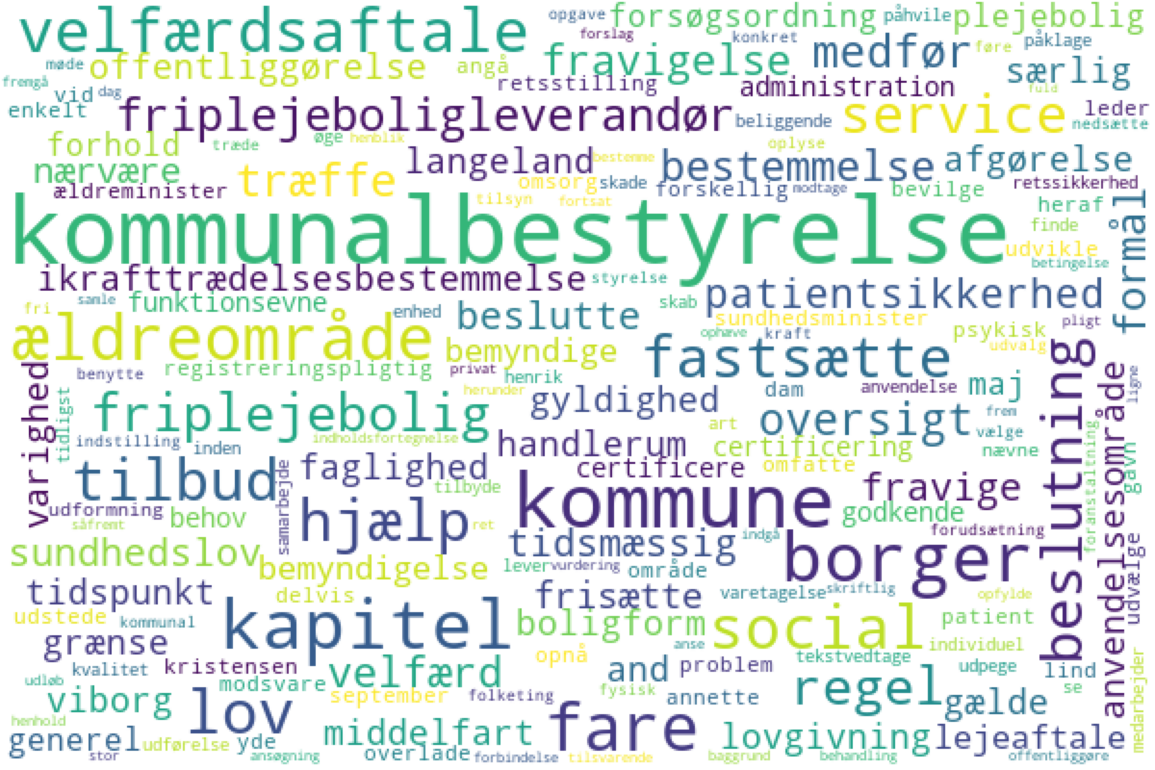 velfærdsaftale opgave forsøgsordning påhvile plejebolig
forslag konkret føre påklage
møde offentliggørelse angå fravigelse medfør særlig
fremgå vid dag retsstilling administration fuld
enkelt friplejeboligleverandør beliggende service leder
nedsætte
forhold træde øge henblik oplyse
nærvære træffe langeland bestemme bestemmelse afgørelse
ældreminister omsorg skade forskellig modtage bevilge retssikkerhed
tilsyn fortsat heraf
kommunalbestyrelse finde formål
udvikle
ikrafttrædelsesbestemmelse styrelse betingelse
samle funktionsevne skab patientsikkerhed
fri enhed beslutte sundhedsminister pligt
ældreområde bemyndige ophæve kraft psykisk
fastsætte udvalg
varighed benytte registreringspligtig privat henrik dam anvendelse maj beslutning anvendelsesområde ligne
tidligst friplejebolig herunder gyldighed oversigt frem
indstilling inden indholdsfortegnelse handlerum art certificering vælge nævne
tilbud samarbejde faglighed certificere omfatte foranstaltning gavn
udformning tilbyde kommune fravige
såfremt behov hjælp ret godkende
forudsætning
sundhedslov tidsmæssig indgå borger
bemyndigelse lever vurdering område
tidspunkt delvis frisætte varetagelse skriftlig opfylde udvælge
udstede kommunal kapitel boligform social patient
grænse anse individuel
kvalitet kristensen velfærd opnå and problem tekstvedtage udpege lind
udløb modsvare fysisk se
viborg lov september folketing annette regel gælde medarbejder
henhold fare
generel udførelse yde middelfart lovgivning lejeaftale
stor ansøgning overlade forbindelse tilsvarende baggrund behandling offentliggøre